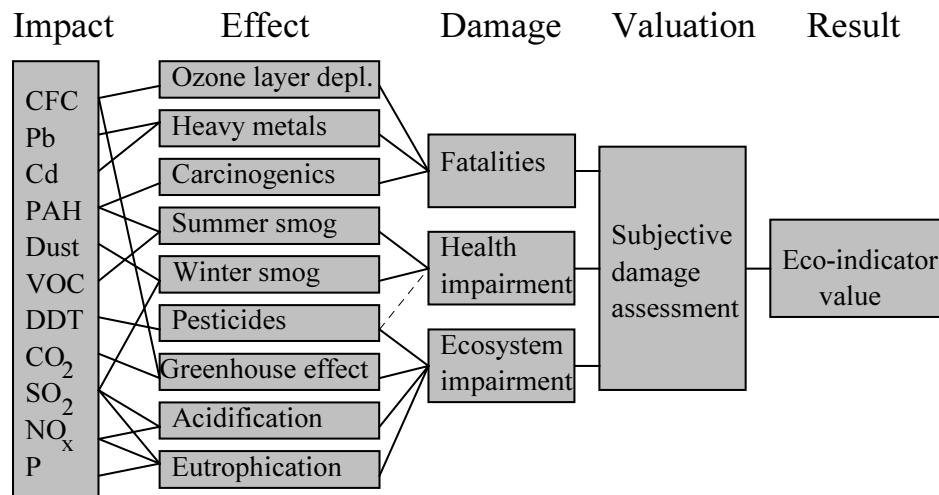 Impact
Effect
Damage
Valuation
Result
CFC
Pb
Cd
PAH
Dust
VOC
DDT
CO2
SO2
NOx
P
Ozone layer depl.
Heavy metals
Carcinogenics
Summer smog
Winter smog
Pesticides
Greenhouse effect
Acidification
Eutrophication
Fatalities
Health
impairment
Ecosystem
impairment
Subjective
damage
assessment
Eco-indicator
value